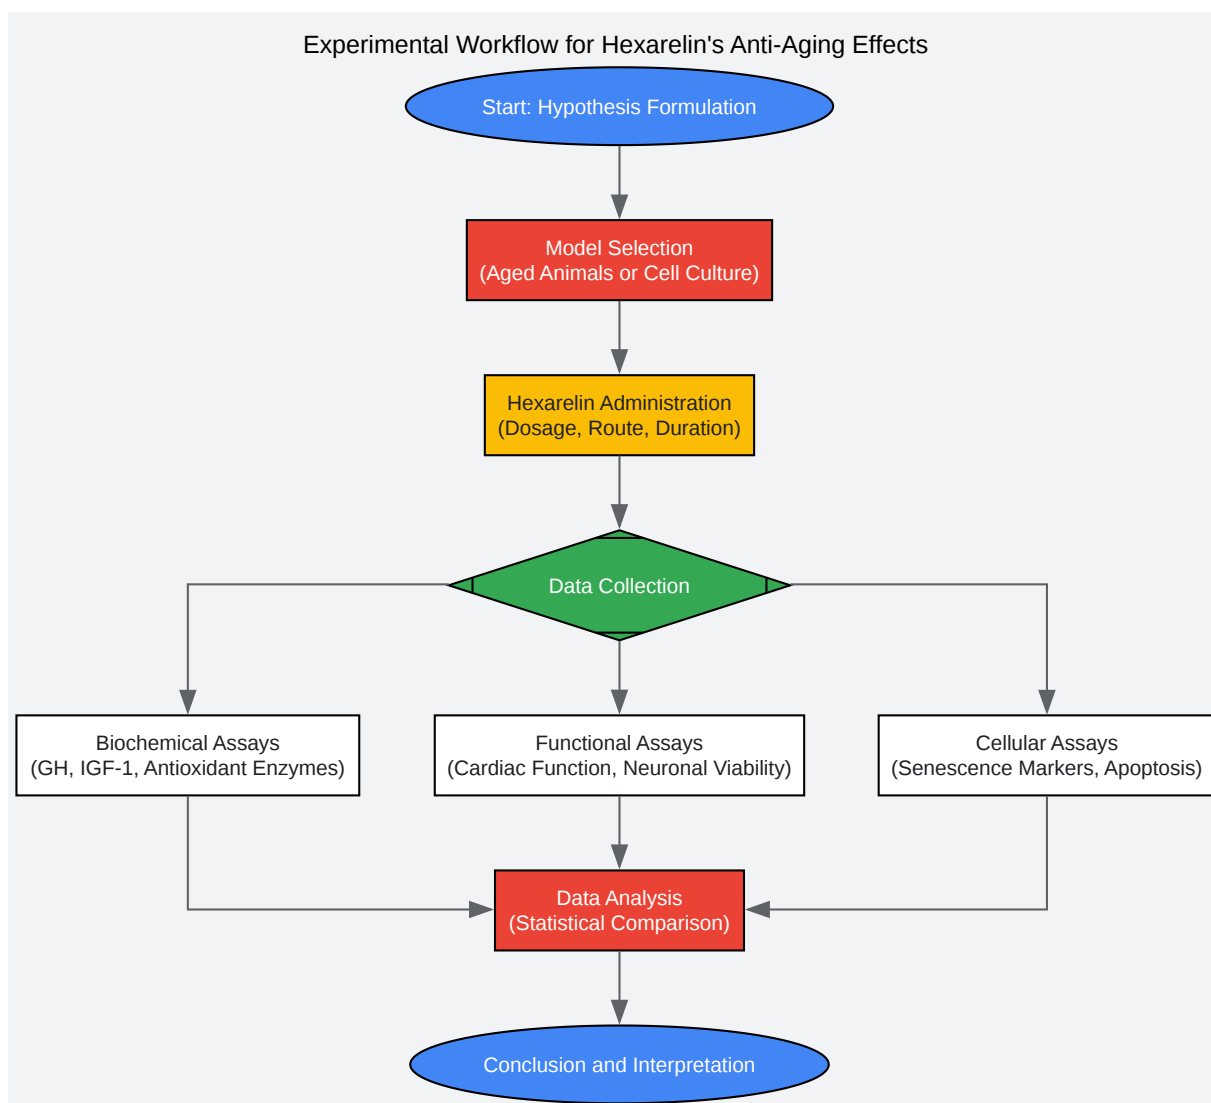 Experimental Workflow for Hexarelin's Anti-Aging Effects
Start: Hypothesis Formulation
Model Selection
(Aged Animals or Cell Culture)
Hexarelin Administration
(Dosage, Route, Duration)
Data Collection
Biochemical Assays
(GH, IGF-1, Antioxidant Enzymes)
Functional Assays
(Cardiac Function, Neuronal Viability)
Cellular Assays
(Senescence Markers, Apoptosis)
Data Analysis
(Statistical Comparison)
Conclusion and Interpretation